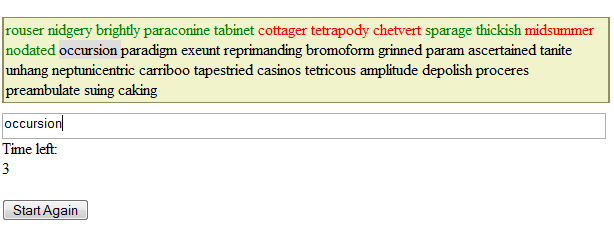 rouser nidgery brightly paraconine tabinet cottager tetrapody chetvert sparage thickish midsummer
nodated occursion paradigm exeunt reprimanding bromoform grinned param ascertained tanite
unhang neptunicentric carriboo tapestried casinos tetricous amplitude depolish proceres
preambulate suing caking
occursion
Time left:
3
Start Again